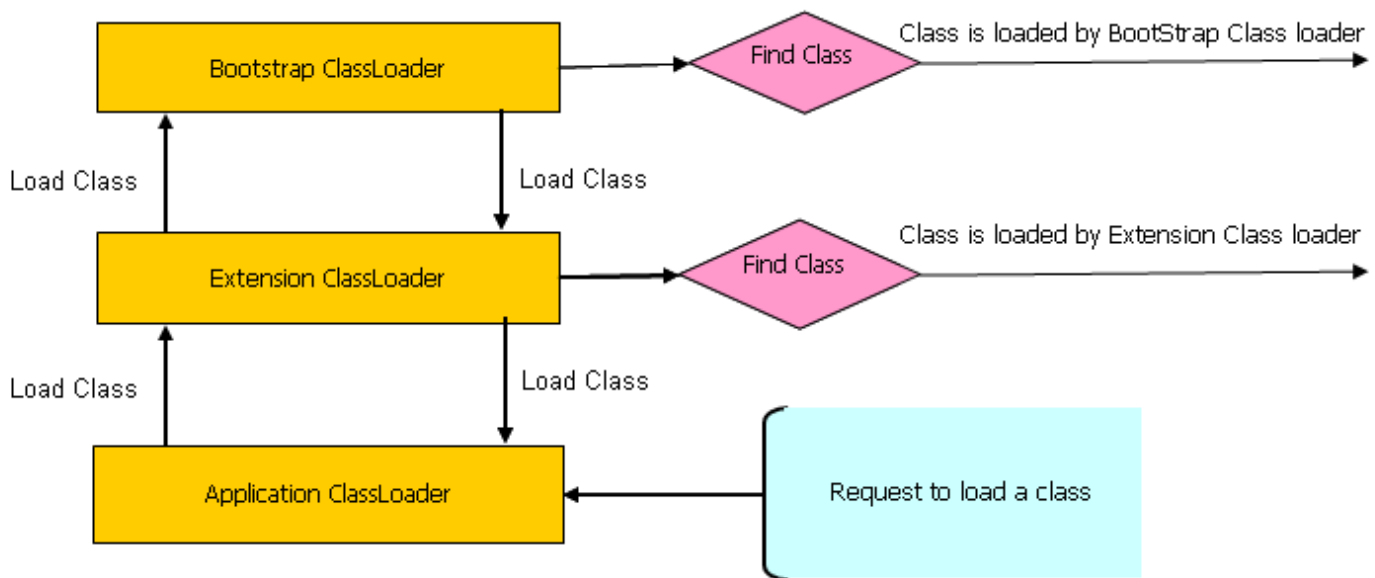 Bootstrap ClassLoader
Find Class
Class is loaded by BootStrap Class loader
Load Class
Load Class
Extension ClassLoader
Find Class
Class is loaded by Extension Class loader
Load Class
Load Class
Application ClassLoader
Request to load a class